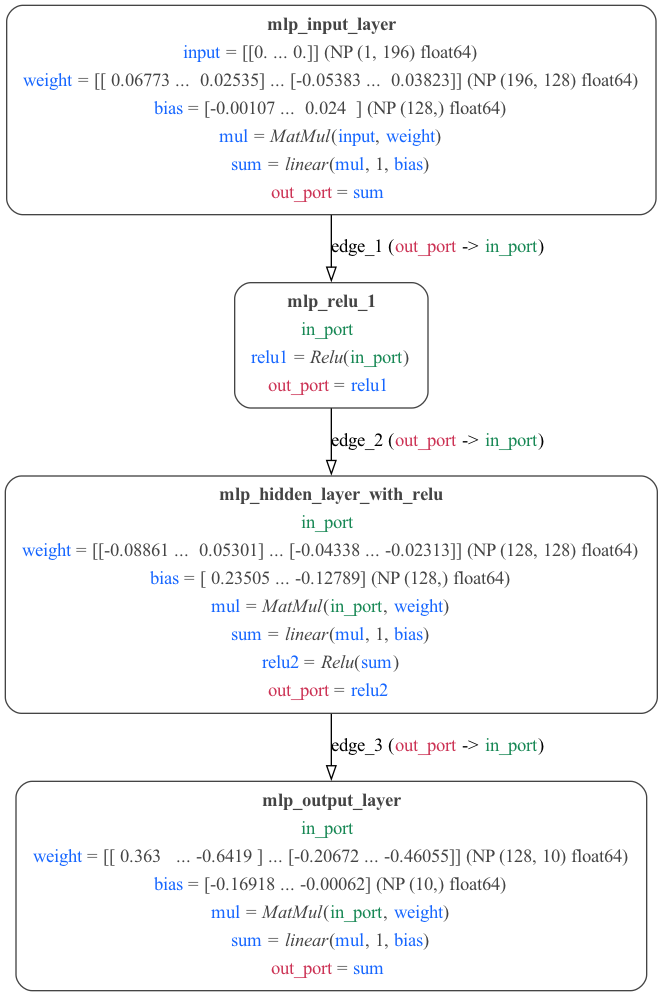 mlp_input_layer
input = [[0. ... 0.]] (NP (1, 196) float64)
weight = [[ 0.06773 ...  0.02535] ... [-0.05383 ...  0.03823]] (NP (196, 128) float64)
bias = [-0.00107 ...  0.024  ] (NP (128,) float64)
mul = MatMul(input, weight)
sum = linear(mul, 1, bias)
out_port = sum
edge_1 (out_port -> in_port)
mlp_relu_1
in_port
relu1 = Relu(in_port)
out_port = relu1
edge_2 (out_port -> in_port)
mlp_hidden_layer_with_relu
in_port
weight = [[-0.08861 ...  0.05301] ... [-0.04338 ... -0.02313]] (NP (128, 128) float64)
bias = [ 0.23505 ... -0.12789] (NP (128,) float64)
mul = MatMul(in_port, weight)
sum = linear(mul, 1, bias)
relu2 = Relu(sum)
out_port = relu2
edge_3 (out_port -> in_port)
mlp_output_layer
in_port
weight = [[ 0.363   ... -0.6419 ] ... [-0.20672 ... -0.46055]] (NP (128, 10) float64)
bias = [-0.16918 ... -0.00062] (NP (10,) float64)
mul = MatMul(in_port, weight)
sum = linear(mul, 1, bias)
out_port = sum